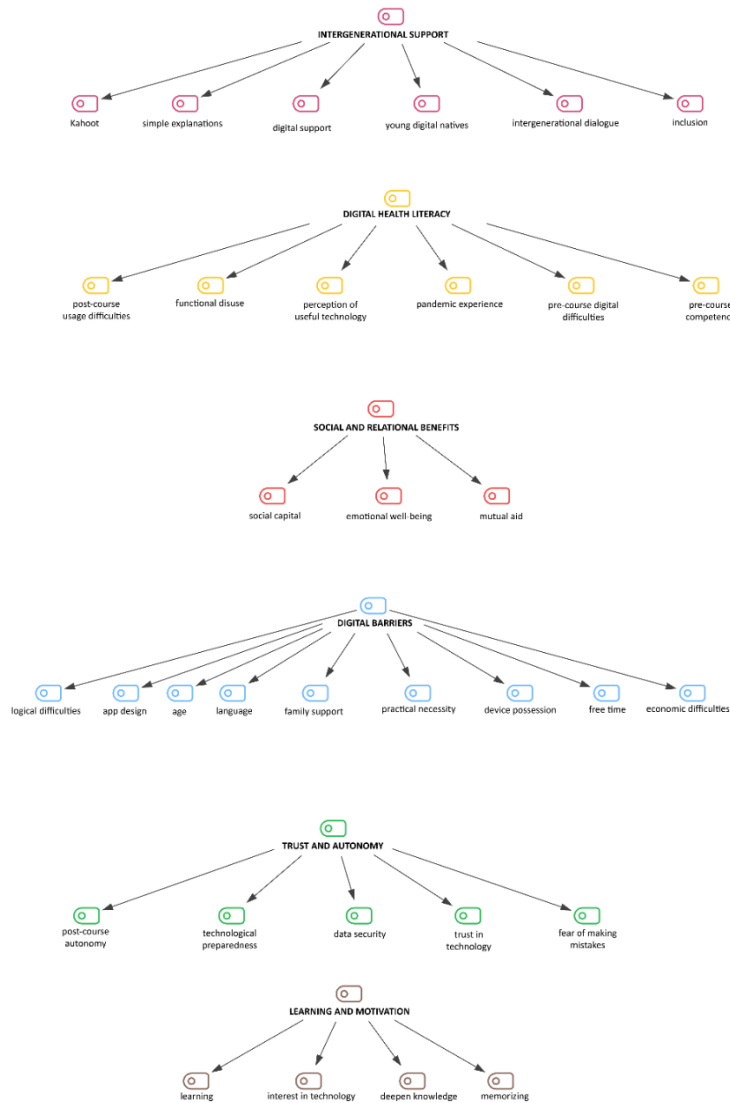 INTERGENERATIONAL SUPPORT
Kahoot
simple explanations
digital support
young digital natives
intergenerational dialogue
inclusion
DIGITAL HEALTH LITERACY
post-course
usage difficulties
functional disuse
perception of
useful technology
pandemic experience
pre-course digital
difficulties
pre-course
competenc
SOCIAL AND RELATIONAL BENEFITS
social capital
emotional well-being
mutual aid
DIGITAL BARRIERS
logical difficulties
app design
age
language
family support
practical necessity
device possession
free time
economic difficulties
TRUST AND AUTONOMY
post-course
autonomy
technological
preparedness
data security
trust in
technology
fear of making
mistakes
LEARNING AND MOTIVATION
learning
interest in technology
deepen knowledge
memorizing